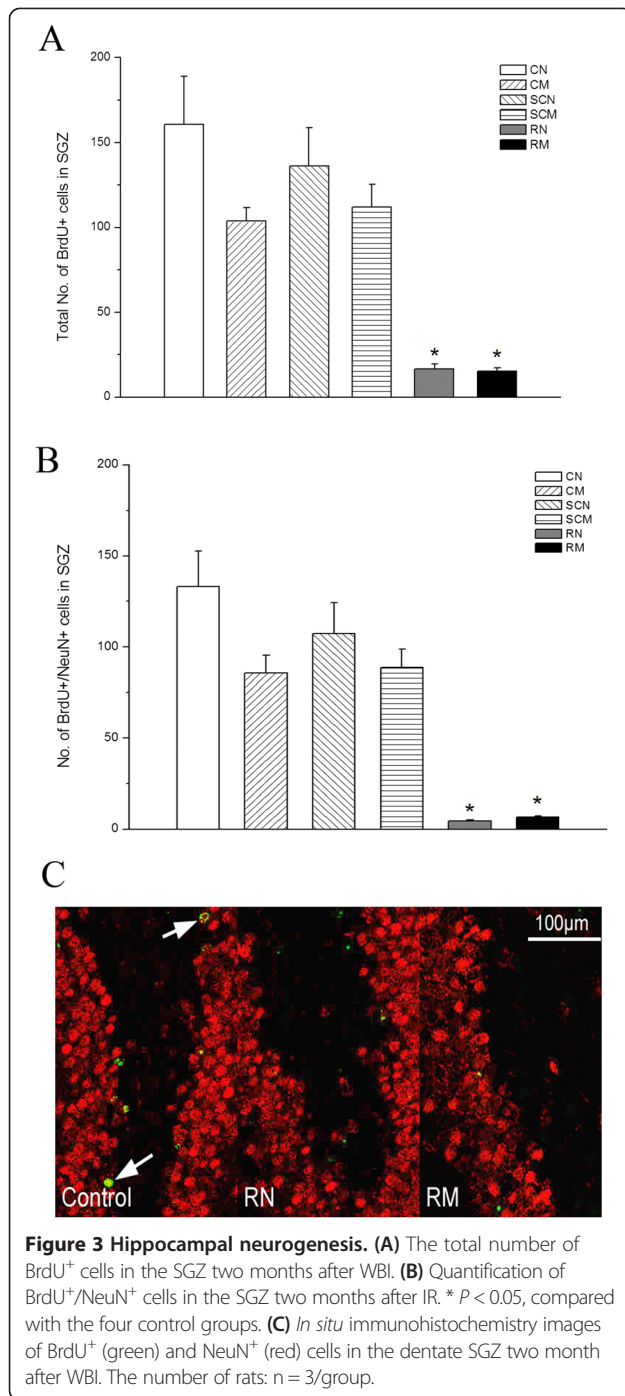 A
200
150
100
50
0
Total No. of BrdU+ cells in SGZ
CN
CM
SCN
SCM
RN
RM
* *
B
200
150
100
50
0
No. of BrdU+/NeuN+ cells in SGZ
CN
CM
SCN
SCM
RN
RM
* *
C
100μm
Control RN RM
Figure 3 Hippocampal neurogenesis. (A) The total number of
BrdU⁺ cells in the SGZ two months after WBI. (B) Quantification of
BrdU⁺/NeuN⁺ cells in the SGZ two months after IR. * P < 0.05, compared
with the four control groups. (C) In situ immunohistochemistry images
of BrdU⁺ (green) and NeuN⁺ (red) cells in the dentate SGZ two month
after WBI. The number of rats: n = 3/group.